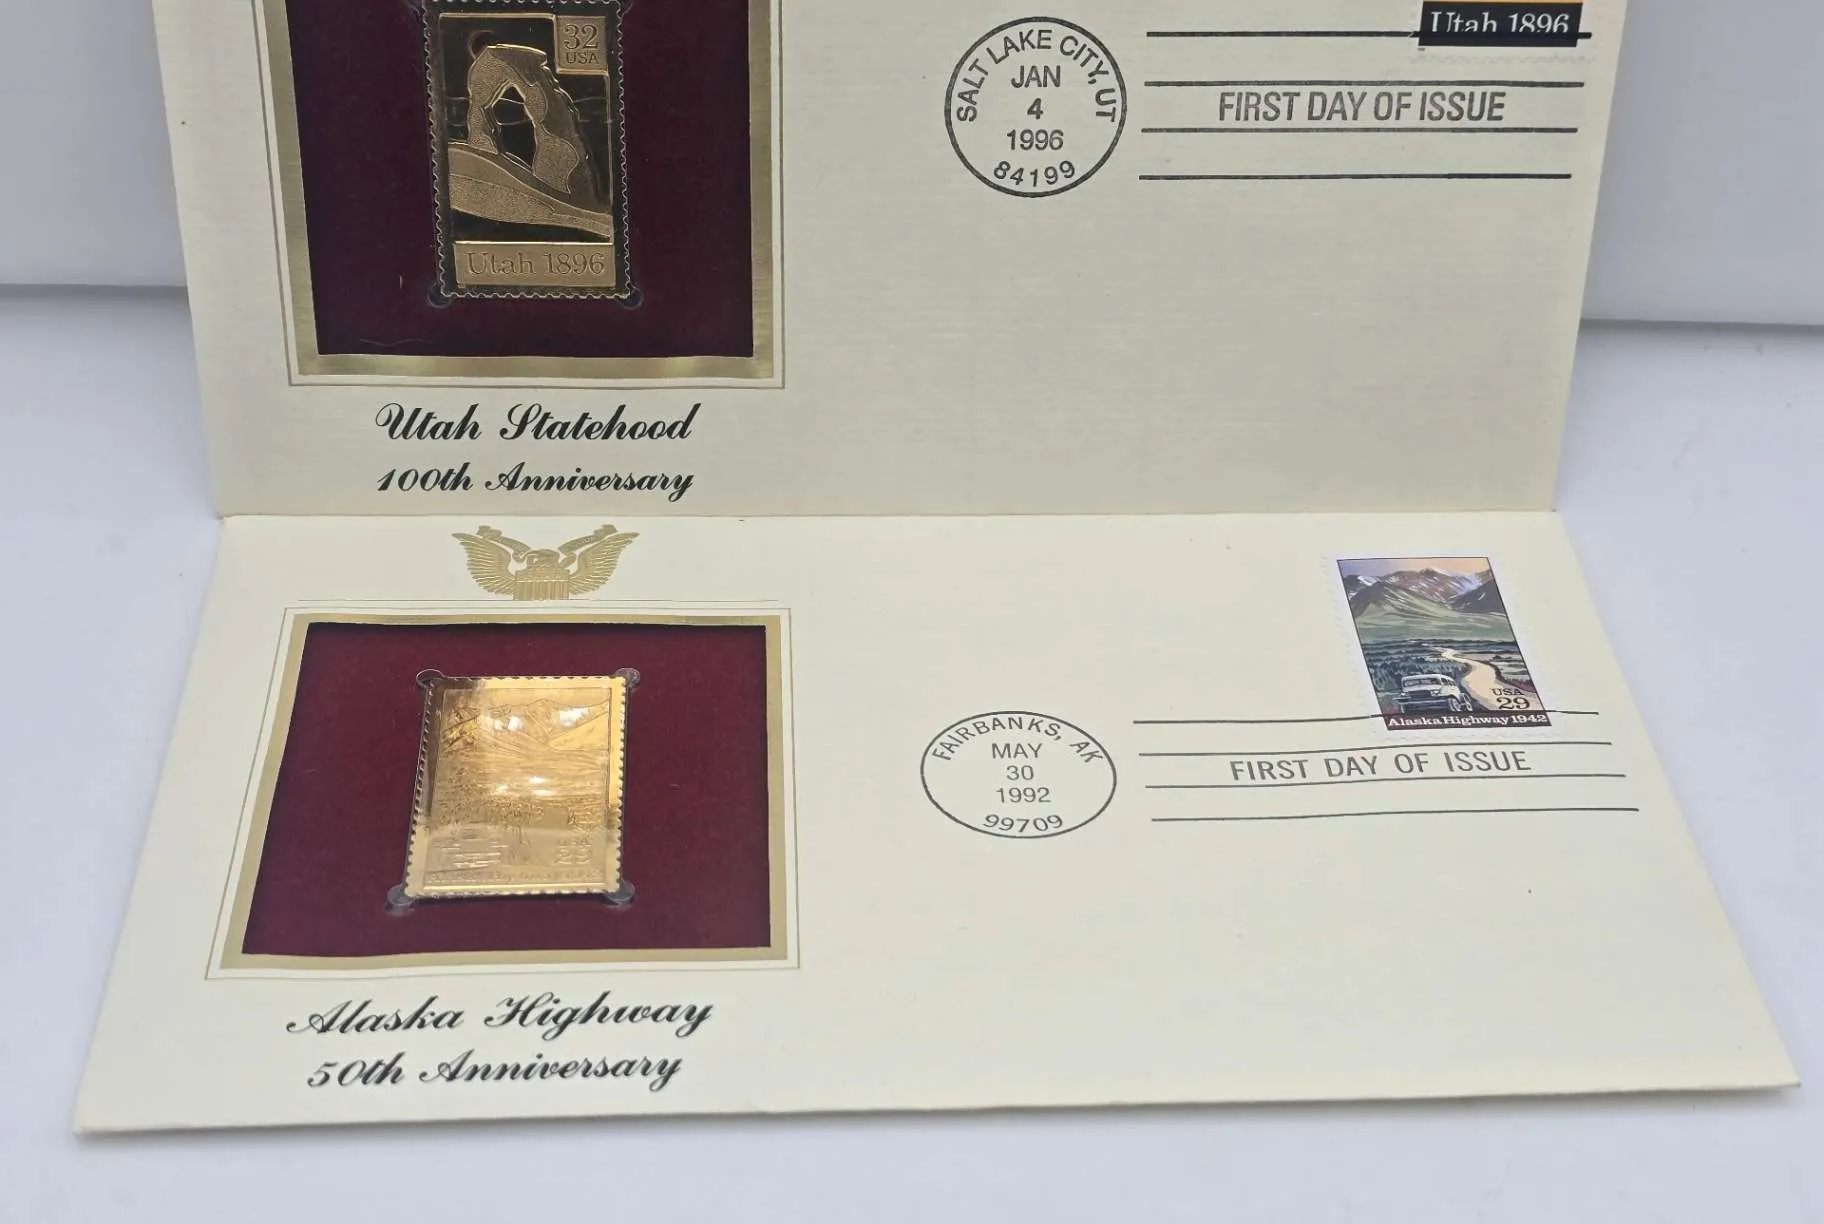 32
USA
Utah 1896
Utah 1896
SALT LAKE CITY, UT
JAN
4
1996
84199
FIRST DAY OF ISSUE
Utah Statehood
100th Anniversary
USA
29
USA
29
Alaska Highway 1942
FAIRBANKS, AK
MAY
30
1992
99709
FIRST DAY OF ISSUE
Alaska Highway
50th Anniversary